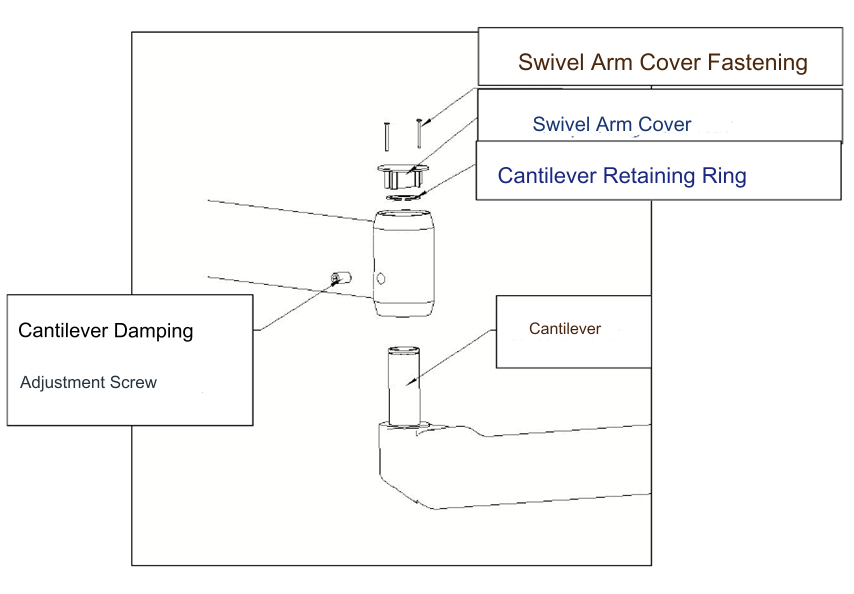 Swivel Arm Cover Fastening
Swivel Arm Cover
Cantilever Retaining Ring
Cantilever Damping
Adjustment Screw
Cantilever